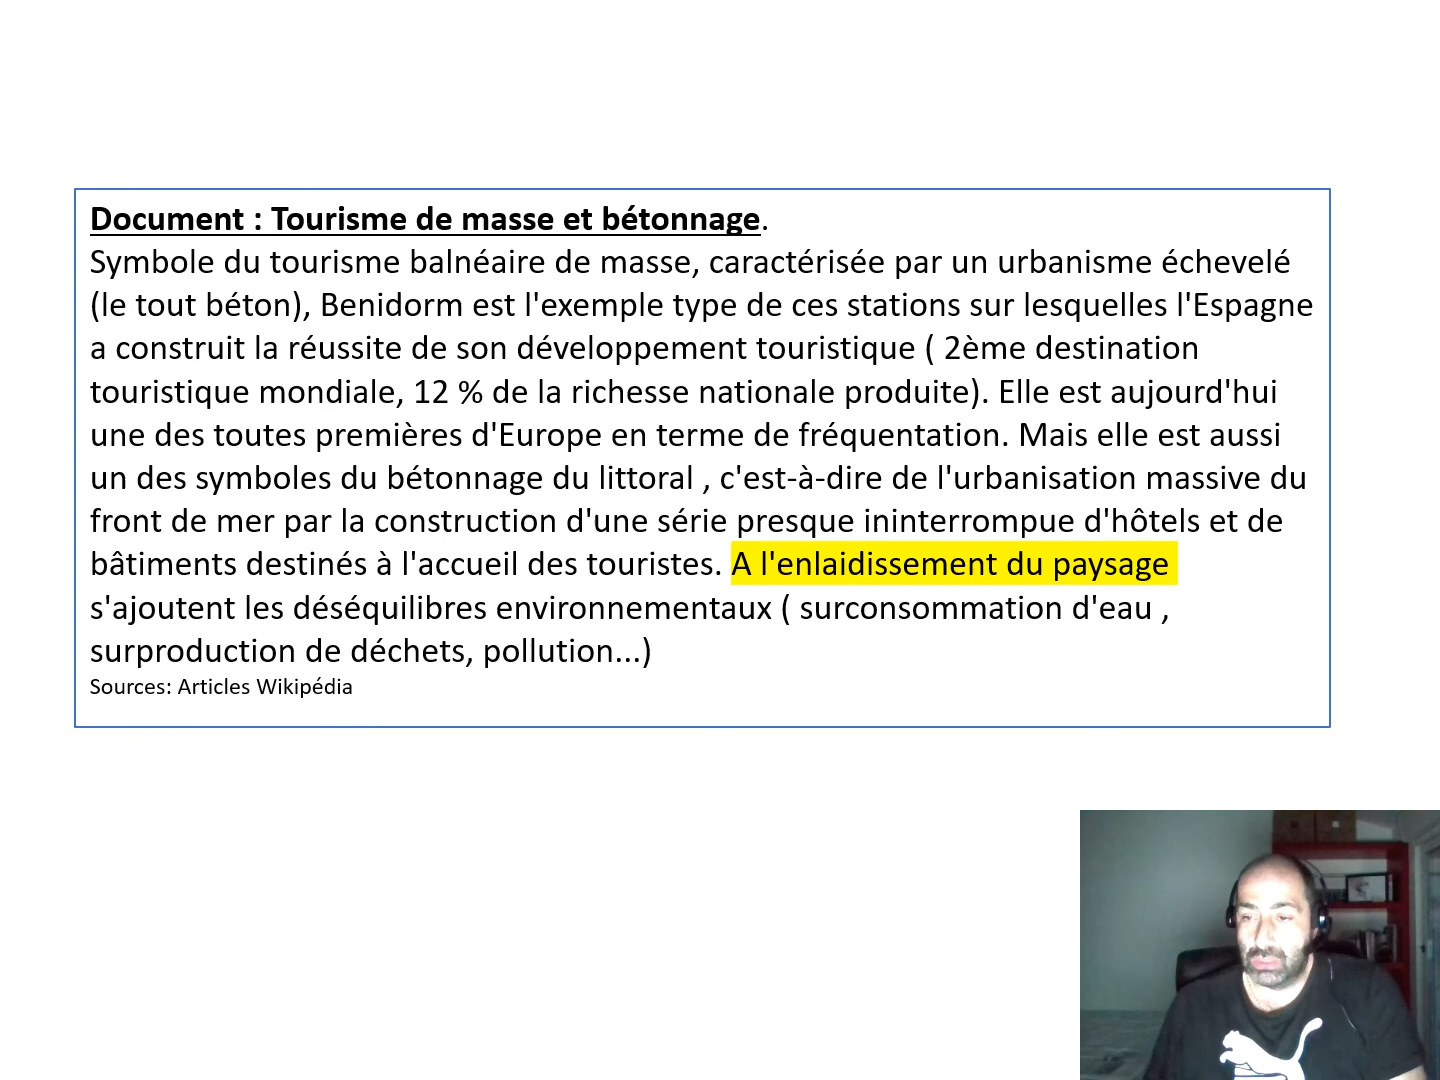 Document : Tourisme de masse et bétonnage.
Symbole du tourisme balnéaire de masse, caractérisée par un urbanisme échevelé
(le tout béton), Benidorm est l'exemple type de ces stations sur lesquelles l'Espagne
a construit la réussite de son développement touristique ( 2ème destination
touristique mondiale, 12 % de la richesse nationale produite). Elle est aujourd'hui
une des toutes premières d'Europe en terme de fréquentation. Mais elle est aussi
un des symboles du bétonnage du littoral , c'est-à-dire de l'urbanisation massive du
front de mer par la construction d'une série presque ininterrompue d'hôtels et de
bâtiments destinés à l'accueil des touristes. A l'enlaidissement du paysage
s'ajoutent les déséquilibres environnementaux ( surconsommation d'eau ,
surproduction de déchets, pollution...)
Sources: Articles Wikipédia